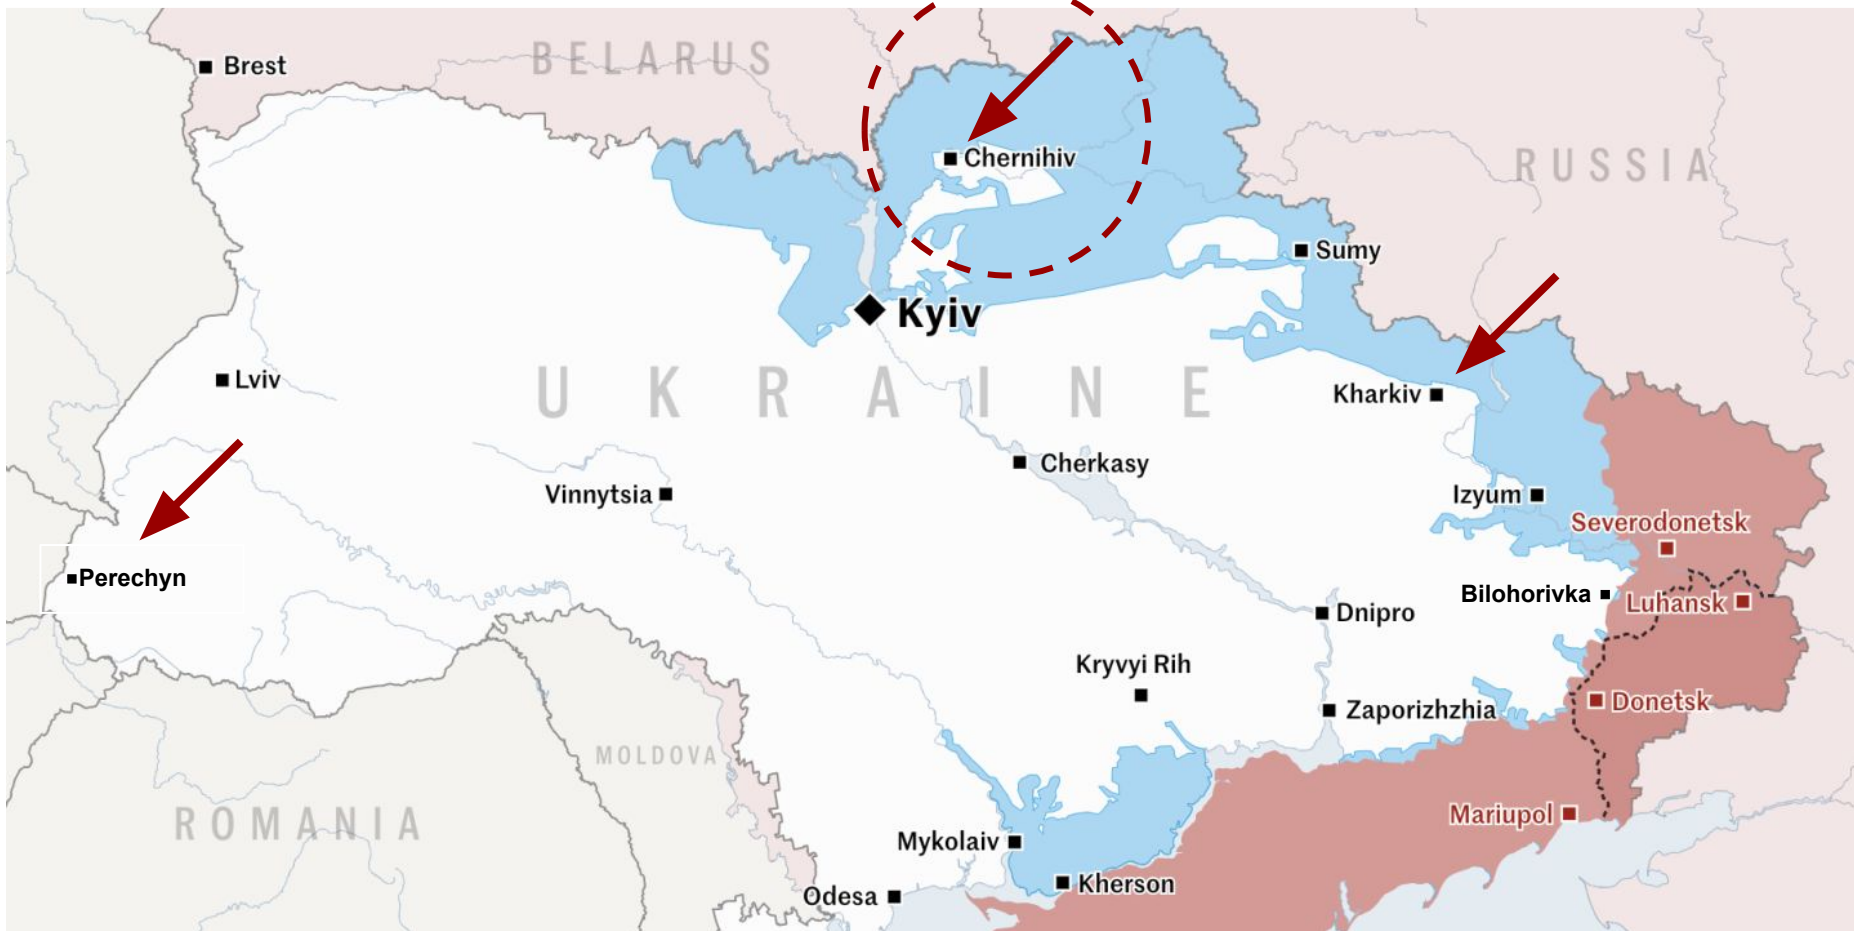 BELARUS
Brest
Chernihiv
RUSSIA
Sumy
Kyiv
Lviv
UKRAINE
Kharkiv
Cherkasy
Vinnytsia
Izyum
Severodonetsk
Perechyn
Bilohorivka
Luhansk
Dnipro
Kryvyi Rih
Donetsk
Zaporizhzhia
MOLDOVA
ROMANIA
Mariupol
Mykolaiv
Kherson
Odesa